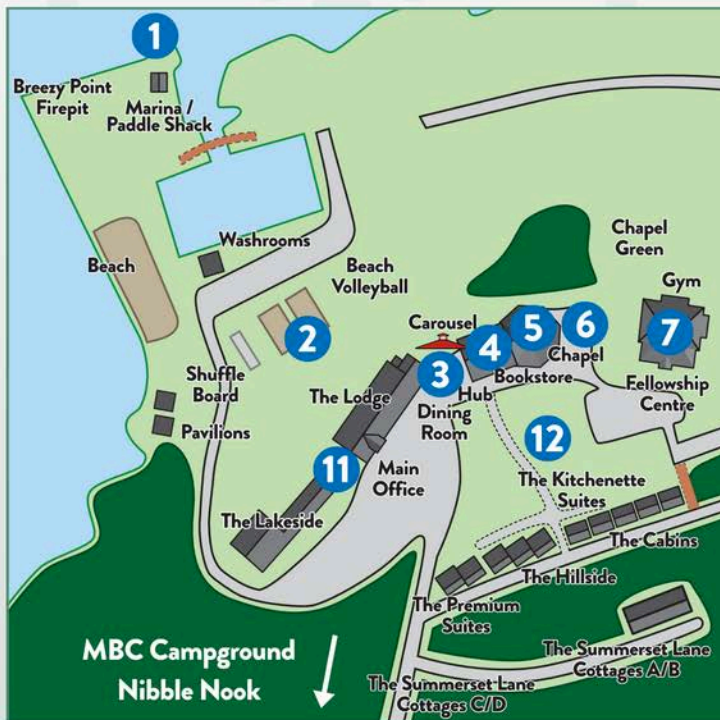 1
Breezy Point
Firepit
Marina /
Paddle Shack
Washrooms
Beach
Beach
Volleyball
Chapel
Green
Gym
Carousel
2
3
4
5
6
7
Shuffle
Board
The Lodge
Hub
Bookstore
Chapel
Fellowship
Centre
Dining
Room
Pavilions
11
12
Main
Office
The Kitchenette
Suites
The Lakeside
The Cabins
The Hillside
The Premium
Suites
MBC Campground
Nibble Nook
The Summerset Lane
Cottages A/B
The Summerset Lane
Cottages C/D